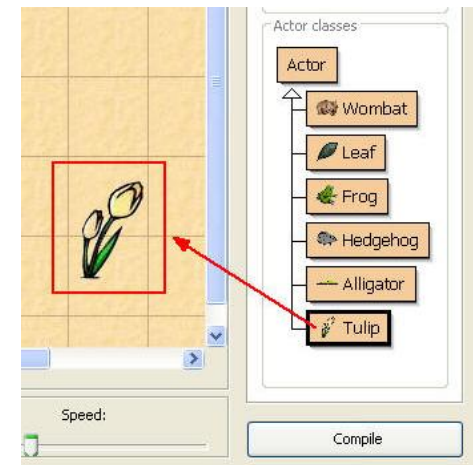 Actor classes
Actor
Wombat
Leaf
Frog
Hedgehog
Alligator
Tulip
Speed:
Compile